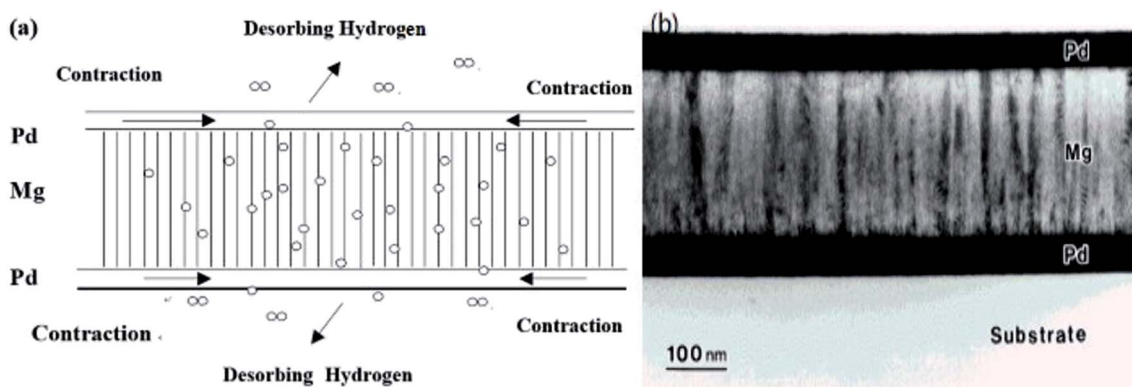 (a)
Desorbing Hydrogen
Contraction
Contraction
Pd
Mg
Pd
Contraction
Contraction
Desorbing Hydrogen
(b)
Pd
Mg
Pd
Substrate
100 nm